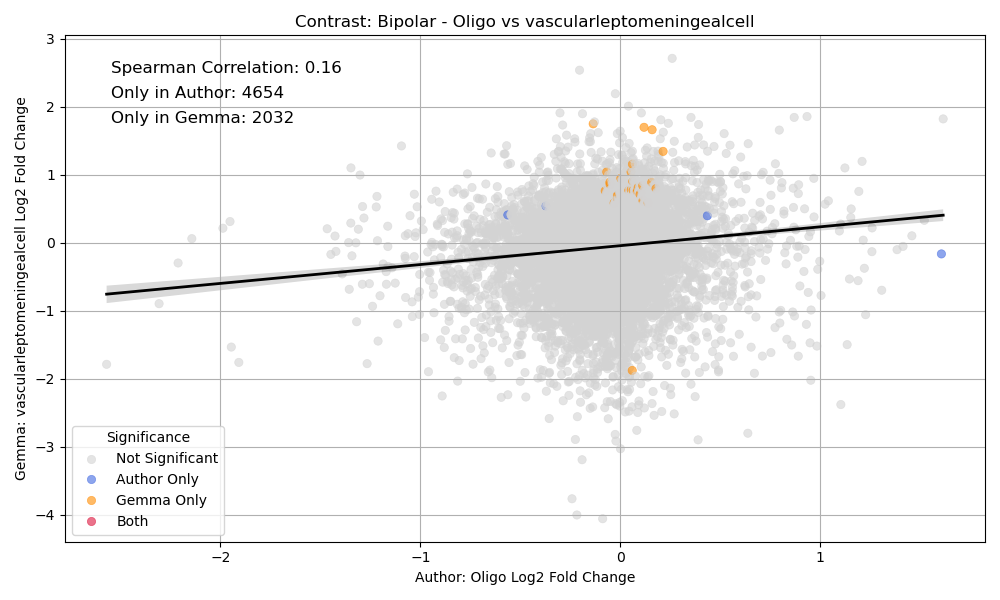 Contrast: Bipolar - Oligo vs vascularleptomeningealcell
Spearman Correlation: 0.16
Only in Author: 4654
Only in Gemma: 2032
3
2
1
0
−1
−2
−3
−4
Gemma: vascularleptomeningealcell Log2 Fold Change
Significance
Not Significant
Author Only
Gemma Only
Both
−2
−1
0
1
Author: Oligo Log2 Fold Change